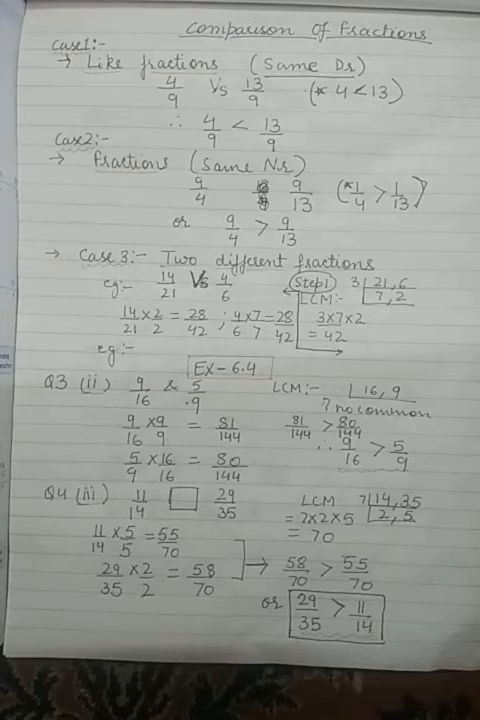 Comparison of Fractions
Case1:-
→ Like fractions (Same Dr)
4/9 Vs 13/9 (∵ 4 < 13)
∴ 4/9 < 13/9
Case2:-
→ fractions (Same Nr)
9/4 9/13 (∵ 1/4 > 1/13)
or 9/4 > 9/13
→ Case 3:- Two different fractions
eg:- 14/21 Vs 4/6 Step1 3 | 21, 6
LCM:- 7, 2
14/21 × 2/2 = 28/42 ; 4/6 × 7/7 = 28/42 3×7×2
= 42
eg:-
Ex - 6.4
Q3 (ii) 9/16 & 5/9 LCM:- 16, 9
? no common
9/16 × 9/9 = 81/144 81/144 > 80/144
∴ 9/16 > 5/9
5/9 × 16/16 = 80/144
Q4 (iii) 11/14 □ 29/35 LCM 7 | 14, 35
= 7×2×5 2, 5
= 70
11/14 × 5/5 = 55/70
29/35 × 2/2 = 58/70 → 58/70 > 55/70
or 29/35 > 11/14